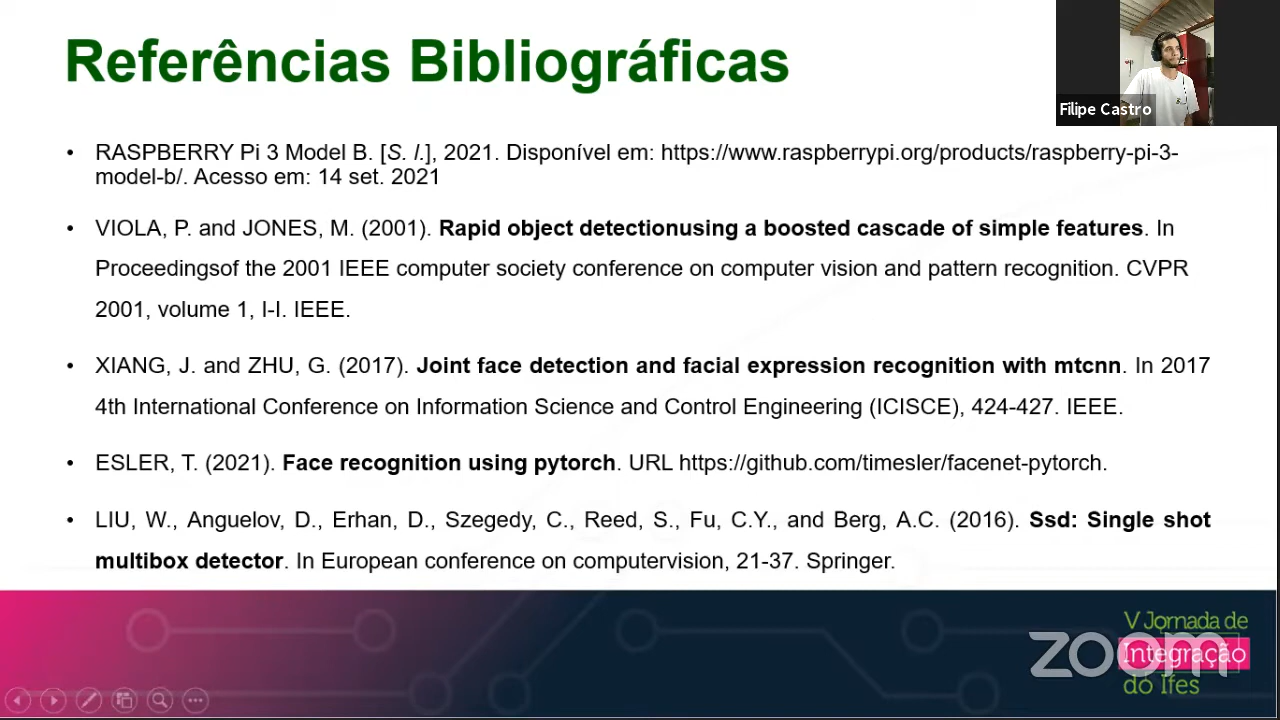 Referências Bibliográficas
Filipe Castro
• RASPBERRY Pi 3 Model B. [S. l.], 2021. Disponível em: https://www.raspberrypi.org/products/raspberry-pi-3-
model-b/. Acesso em: 14 set. 2021
• VIOLA, P. and JONES, M. (2001). Rapid object detectionusing a boosted cascade of simple features. In
Proceedingsof the 2001 IEEE computer society conference on computer vision and pattern recognition. CVPR
2001, volume 1, I-I. IEEE.
• XIANG, J. and ZHU, G. (2017). Joint face detection and facial expression recognition with mtcnn. In 2017
4th International Conference on Information Science and Control Engineering (ICISCE), 424-427. IEEE.
• ESLER, T. (2021). Face recognition using pytorch. URL https://github.com/timesler/facenet-pytorch.
• LIU, W., Anguelov, D., Erhan, D., Szegedy, C., Reed, S., Fu, C.Y., and Berg, A.C. (2016). Ssd: Single shot
multibox detector. In European conference on computervision, 21-37. Springer.
V Jornada de
Integração
do Ifes
zoom